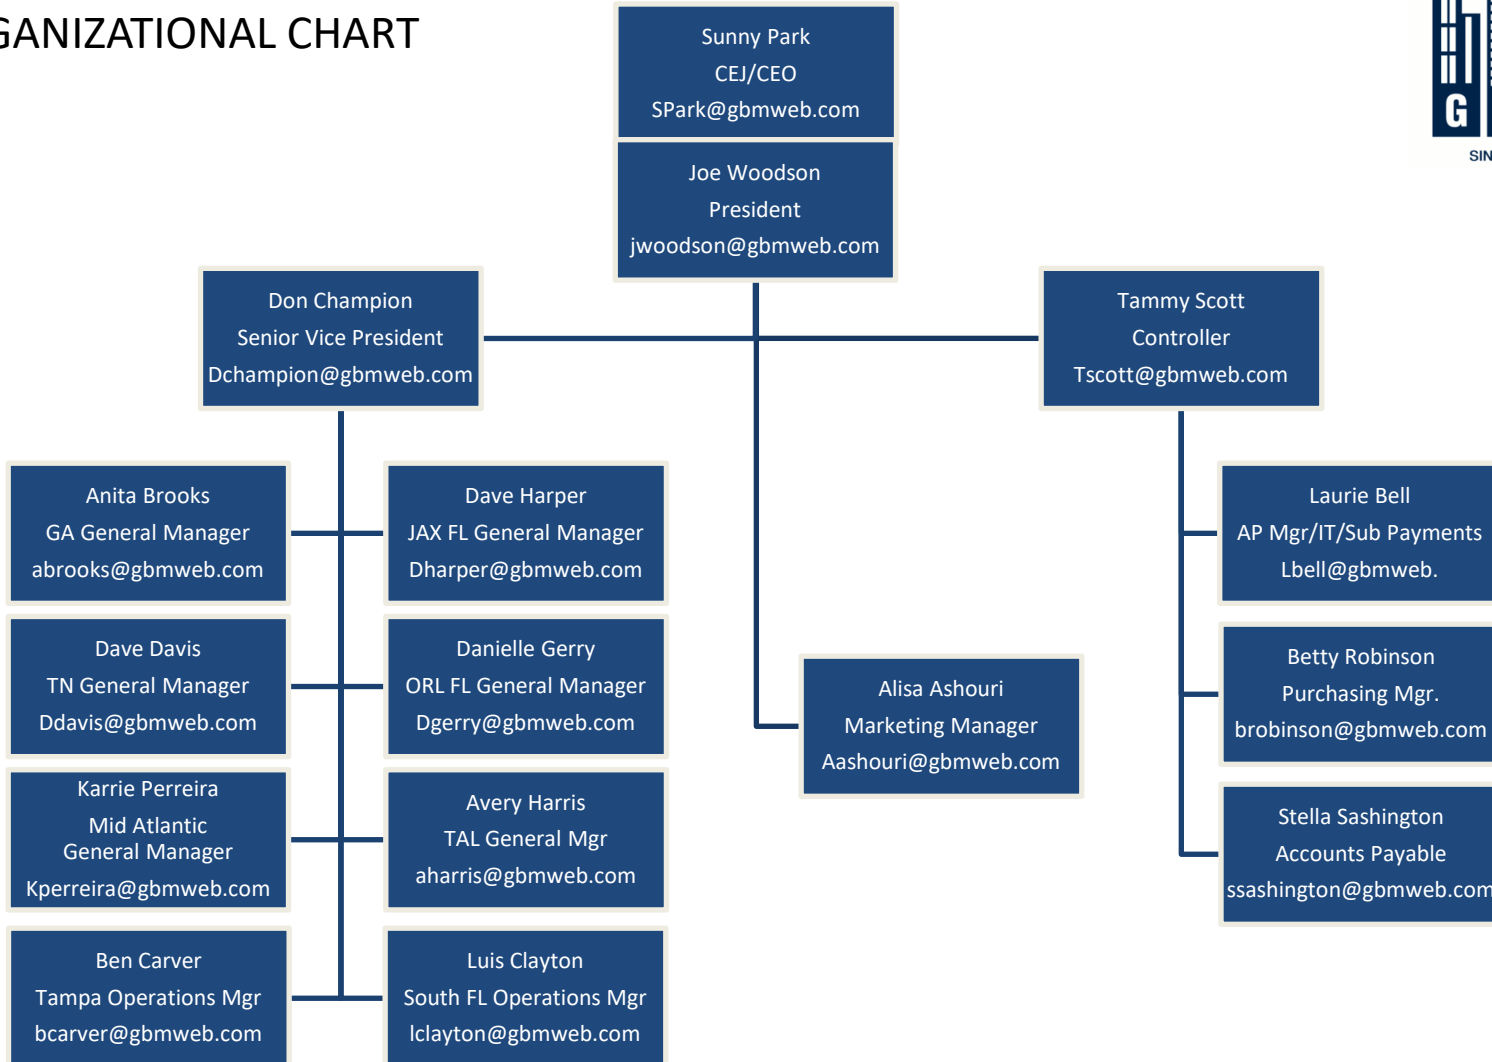 GANIZATIONAL CHART
Sunny Park
CEJ/CEO
SPark@gbmweb.com
G
SIN
Joe Woodson
President
jwoodson@gbmweb.com
Don Champion
Senior Vice President
Dchampion@gbmweb.com
Tammy Scott
Controller
Tscott@gbmweb.com
Anita Brooks
GA General Manager
abrooks@gbmweb.com
Dave Harper
JAX FL General Manager
Dharper@gbmweb.com
Laurie Bell
AP Mgr/IT/Sub Payments
Lbell@gbmweb.
Dave Davis
TN General Manager
Ddavis@gbmweb.com
Danielle Gerry
ORL FL General Manager
Dgerry@gbmweb.com
Alisa Ashouri
Marketing Manager
Aashouri@gbmweb.com
Betty Robinson
Purchasing Mgr.
brobinson@gbmweb.com
Karrie Perreira
Mid Atlantic
General Manager
Kperreira@gbmweb.com
Avery Harris
TAL General Mgr
aharris@gbmweb.com
Stella Sashington
Accounts Payable
ssashington@gbmweb.com
Ben Carver
Tampa Operations Mgr
bcarver@gbmweb.com
Luis Clayton
South FL Operations Mgr
lclayton@gbmweb.com